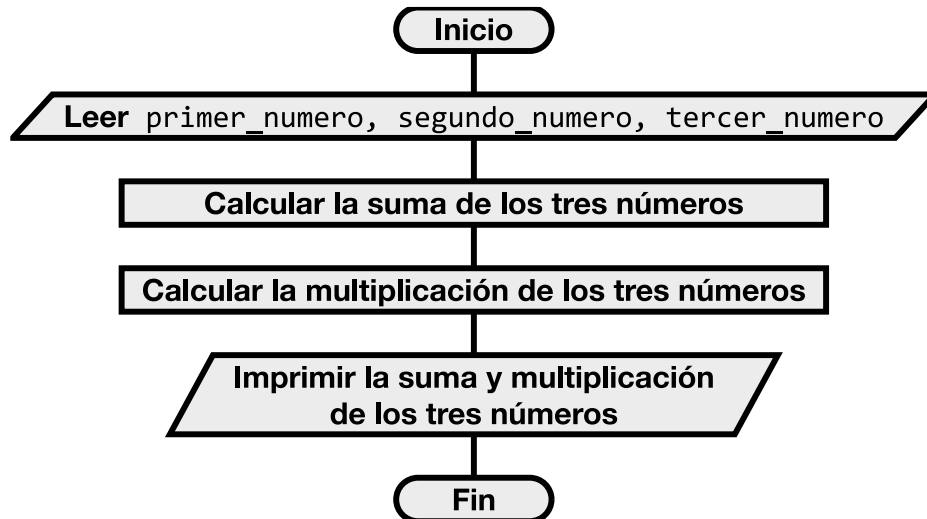 Inicio
Leer primer_numero, segundo_numero, tercer_numero
Calcular la suma de los tres números
Calcular la multiplicación de los tres números
Imprimir la suma y multiplicación
de los tres números
Fin